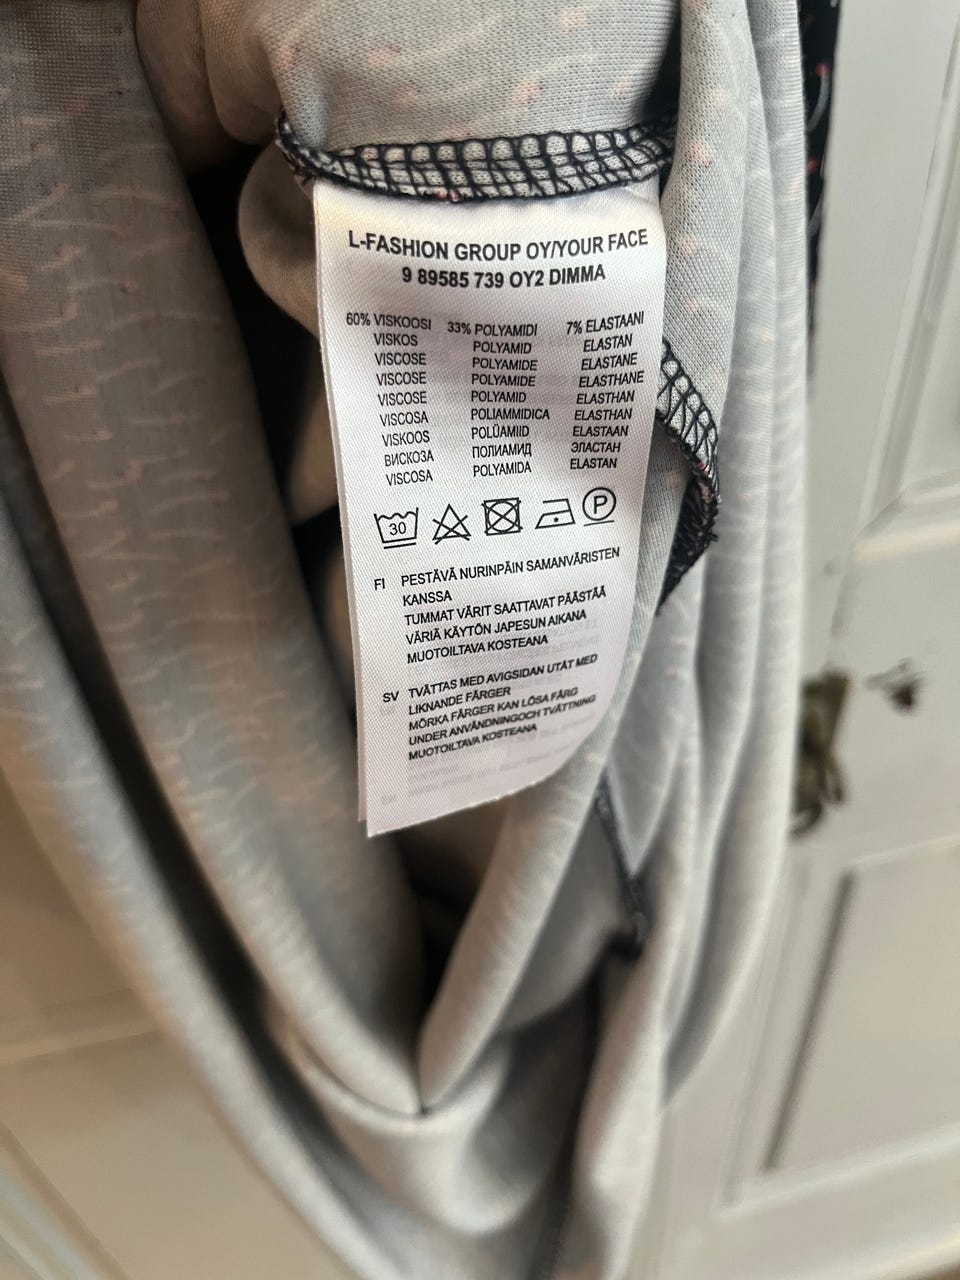 L-FASHION GROUP OY/YOUR FACE
9 89585 739 OY2 DIMMA
60% VISKOOSI 33% POLYAMIDI 7% ELASTAANI
VISKOS POLYAMID ELASTAN
VISCOSE POLYAMIDE ELASTANE
VISCOSE POLYAMIDE ELASTHANE
VISCOSE POLYAMID ELASTHAN
VISCOSA POLIAMMIDICA ELASTHAN
VISKOOS POLÜAMIID ELASTAAN
ВИСКОЗА ПОЛИАМИД ЭЛАСТАН
VISCOSA POLYAMIDA ELASTAN
30 P
FI PESTÄVÄ NURINPÄIN SAMANVÄRISTEN
KANSSA
TUMMAT VÄRIT SAATTAVAT PÄÄSTÄÄ
VÄRIÄ KÄYTÖN JAPESUN AIKANA
MUOTOILTAVA KOSTEANA
SV TVÄTTAS MED AVIGSIDAN UTÅT MED
LIKNANDE FÄRGER
MÖRKA FÄRGER KAN LÖSA FÄRG
UNDER ANVÄNDNINGOCH TVÄTTNING
MUOTOILTAVA KOSTEANA